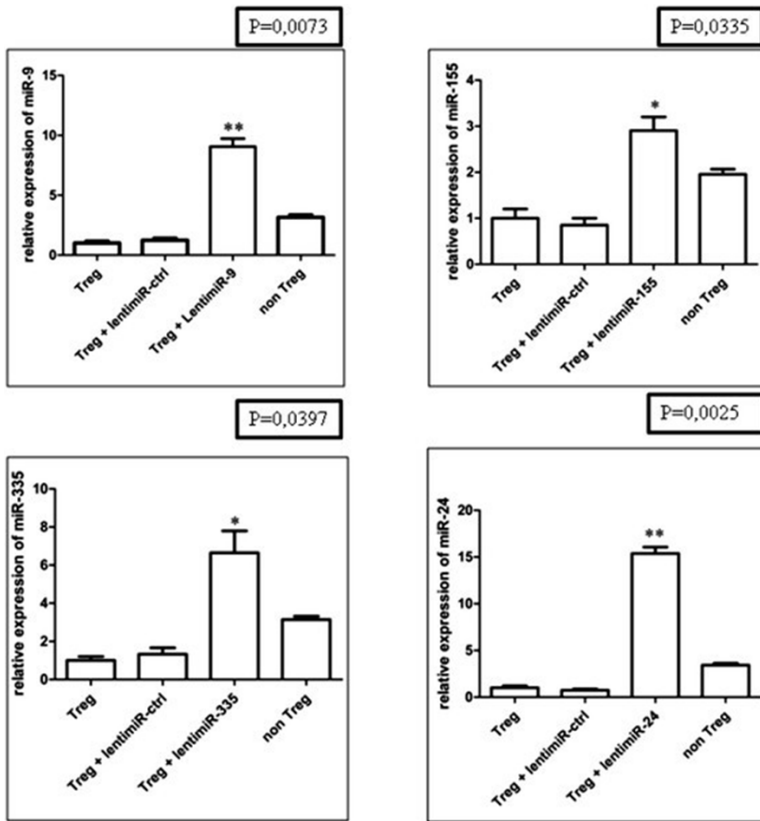 P=0,0073
relative expression of miR-9
15
10
5
0
**
Treg
Treg + lentimiR-ctrl
Treg + LentimiR-9
non Treg
P=0,0335
relative expression of miR-155
4
3
2
1
0
*
Treg
Treg + lentimiR-ctrl
Treg + lentimiR-155
non Treg
P=0,0397
relative expression of miR-335
10
8
6
4
2
0
*
Treg
Treg + lentimiR-ctrl
Treg + lentimiR-335
non Treg
P=0,0025
relative expression of miR-24
20
15
10
5
0
**
Treg
Treg + lentimiR-ctrl
Treg + lentimiR-24
non Treg